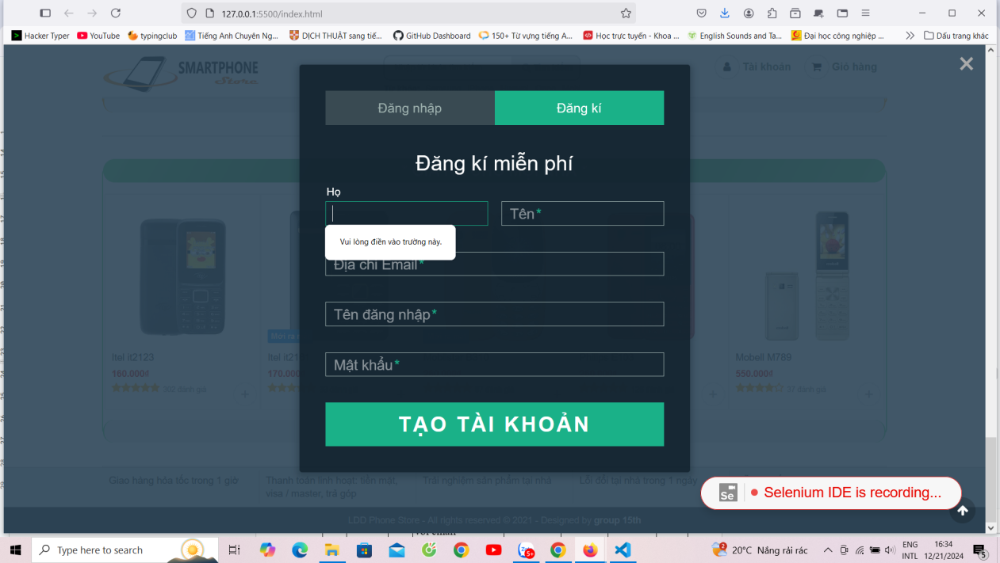 127.0.0.1:5500/index.html
Hacker Typer
YouTube
typingclub
Tiếng Anh Chuyên Ng...
DỊCH THUẬT sang tiế...
GitHub Dashboard
150+ Từ vựng tiếng A...
Học trực tuyến - Khoa ...
English Sounds and Ta...
Đại học công nghiệp ...
Dấu trang khác
SMARTPHONE
Store
Tài khoản
Giỏ hàng
Đăng nhập
Đăng kí
Đăng kí miễn phí
Họ
Tên*
Vui lòng điền vào trường này.
Địa chỉ Email*
Tên đăng nhập*
Mật khẩu*
TẠO TÀI KHOẢN
Mới ra
Itel it2123
160.000₫
302 đánh giá
Itel it21
170.000
Mobell M789
550.000₫
37 đánh giá
Giao hàng hỏa tốc trong 1 giờ
Thanh toán linh hoạt: tiền mặt,
visa / master, trả góp
Trải nghiệm sản phẩm tại nhà
Lỗi đổi tại nhà trong 1 ngày
Se
Selenium IDE is recording...
LDD Phone Store - All rights reserved © 2021 - Designed by group 15th
Type here to search
20°C Nắng rải rác
ENG
INTL
16:34
12/21/2024